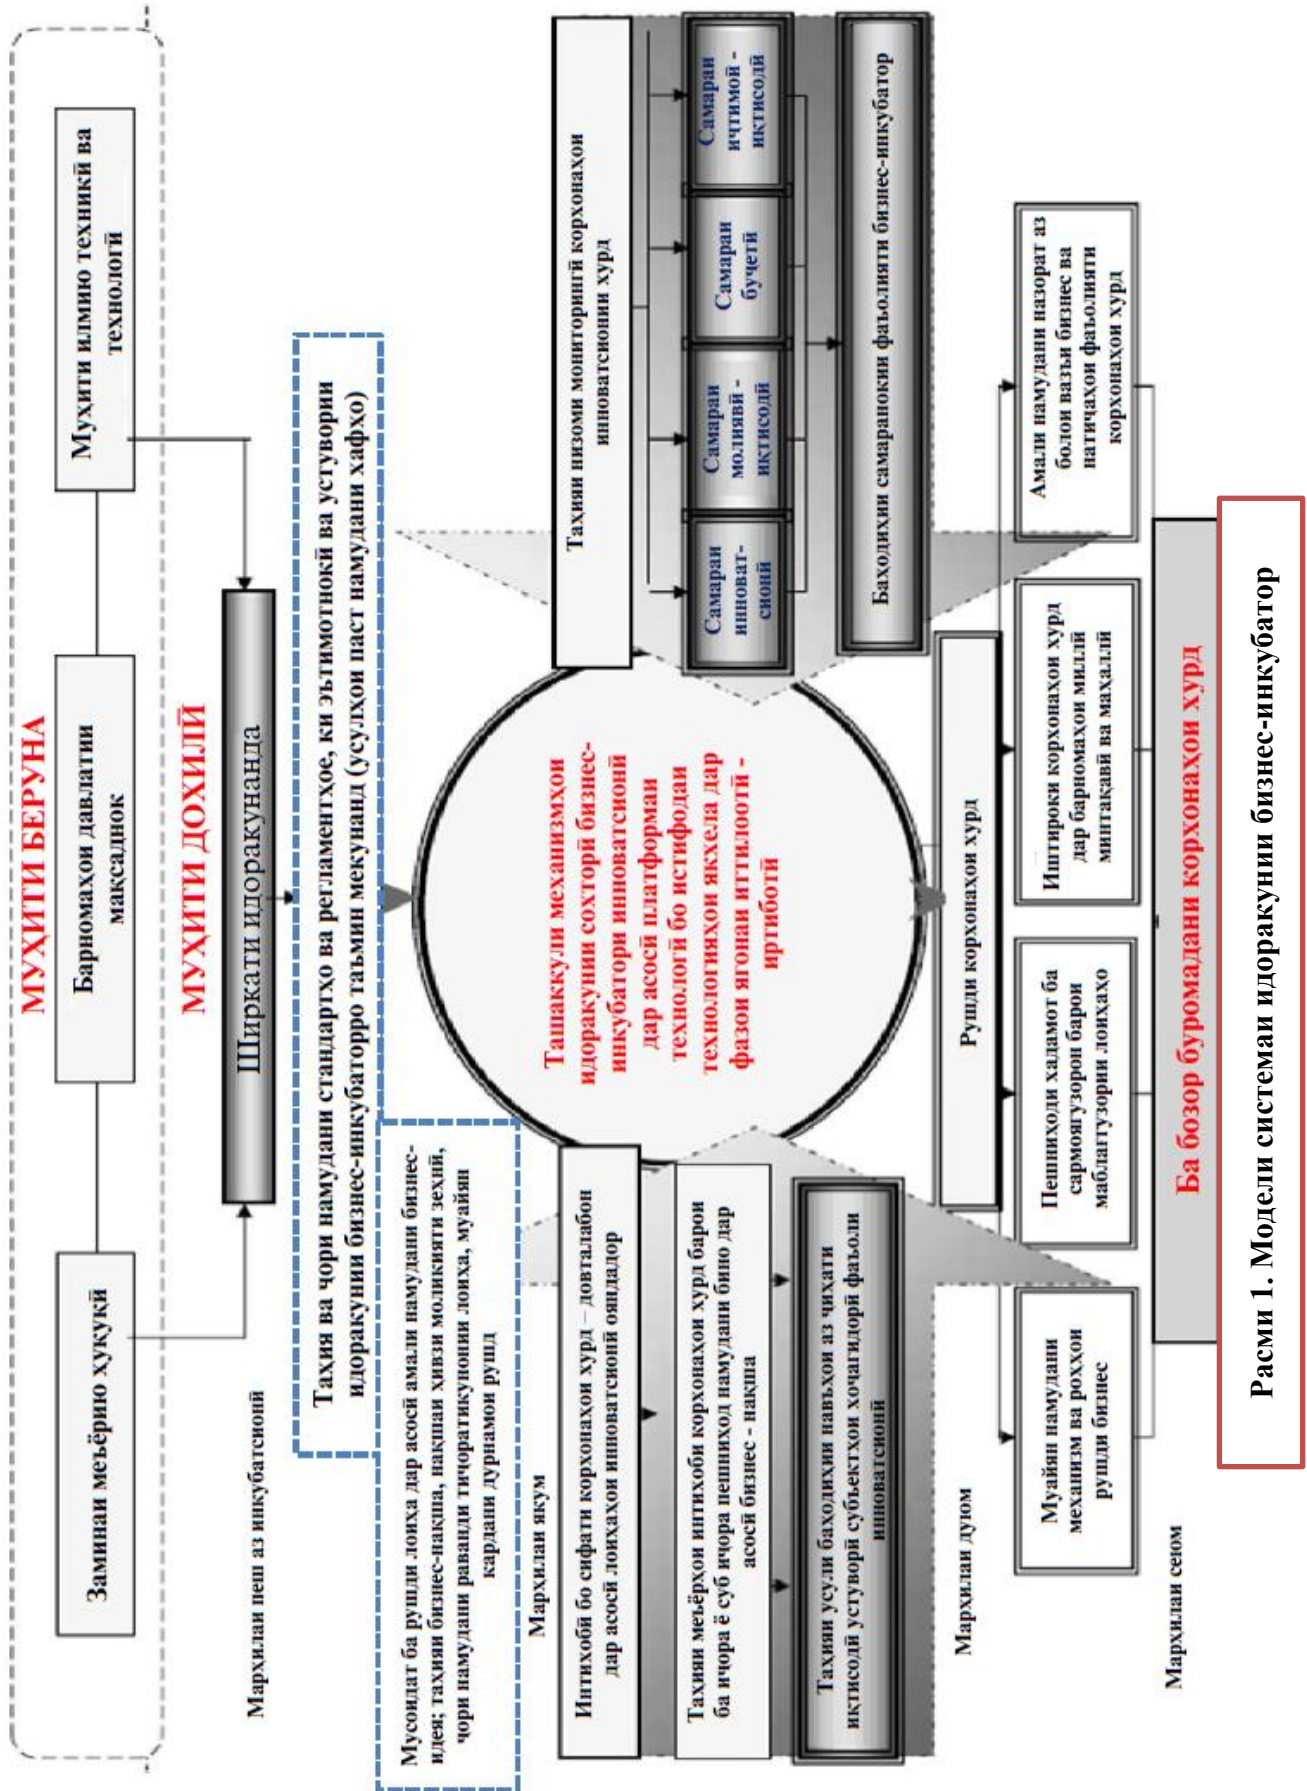 МУҲИТИ БЕРУНА
Заминаи меъёрию ҳуқуқӣ
Барномаҳои давлатии
мақсаднок
Муҳити илмию техникӣ ва
технологӣ
МУҲИТИ ДОХИЛӢ
Ширкати идоракунанда
Марҳилаи пеш аз инкубатсионӣ
Таҳия ва ҷори намудани стандартҳо ва регламентҳое, ки эътимотнокӣ ва устувории
идоракунии бизнес-инкубаторро таъмин мекунанд (усулҳои паст намудани хафҳо)
Мусоидат ба рушди лоиҳа дар асосӣ амали намудани бизнес-
идея; таҳияи бизнес-нақша, нақшаи ҳивзи моликияти зеҳнӣ,
ҷори намудани раванди тиҷоратикунонии лоиҳа, муайян
кардани дурнамои рушд
Марҳилаи якум
Интихобӣ бо сифати корхонаҳои хурд – довталабон
дар асосӣ лоиҳаҳои инноватсионӣ ояндадор
Таҳияи меъёрҳои интихоби корхонаҳои хурд барои
ба иҷора ё суб иҷора пешниҳод намудани бино дар
асосӣ бизнес - нақша
Таҳияи усули баҳодиҳии навъҳои аз ҷиҳати
иқтисодӣ устуворӣ субъектҳои хоҷагидорӣ фаъоли
инноватсионӣ
Ташаккули механизмҳои
идоракунии сохторӣ бизнес-
инкубатори инноватсионӣ
дар асосӣ платформаи
технологӣ бо истифодаи
технологияҳои якхела дар
фазои ягонаи иттилоотӣ -
иртиботӣ
Таҳияи низоми мониторингӣ корхонаҳои
инноватсионии хурд
Самараи
инноват-
сионӣ
Самараи
молиявӣ -
иқтисодӣ
Самараи
буҷетӣ
Самараи
иҷтимоӣ -
иқтисодӣ
Баҳодиҳии самаранокии фаъолияти бизнес-инкубатор
Марҳилаи дуюм
Рушди корхонаҳои хурд
Муайян намудани
механизм ва роҳҳои
рушди бизнес
Пешниҳоди хадамот ба
сармоягузорон барои
маблағгузории лоиҳаҳо
Иштироки корхонаҳои хурд
дар барномаҳои миллӣ
минтақавӣ ва маҳаллӣ
Амали намудани назорат аз
болои вазъи бизнес ва
натиҷаҳои фаъолияти
корхонаҳои хурд
Марҳилаи сеюм
Ба бозор буромадани корхонаҳои хурд
Расми 1. Модели системаи идоракунии бизнес-инкубатор